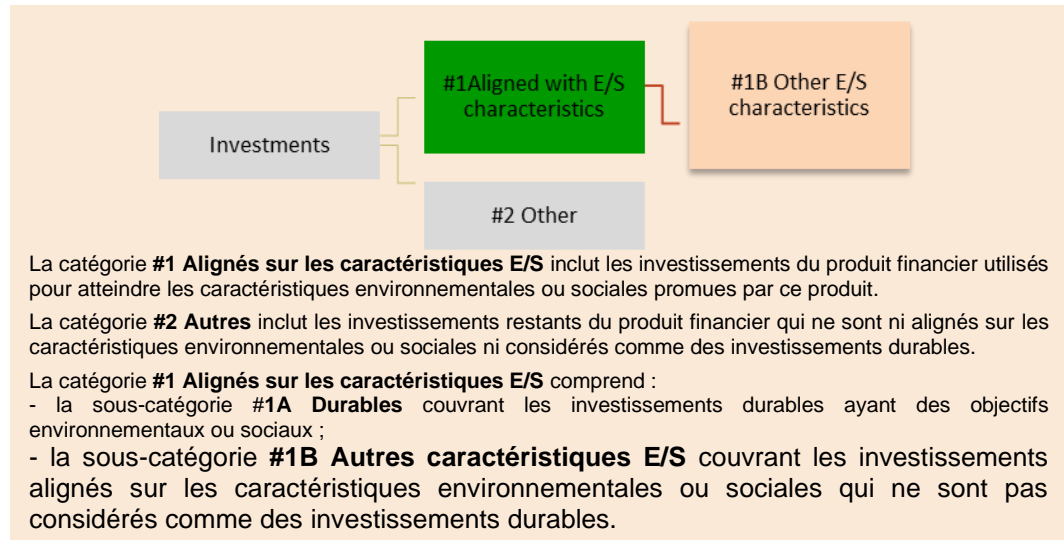 #1Aligned with E/S
characteristics
#1B Other E/S
characteristics
Investments
#2 Other
La catégorie #1 Alignés sur les caractéristiques E/S inclut les investissements du produit financier utilisés
pour atteindre les caractéristiques environnementales ou sociales promues par ce produit.
La catégorie #2 Autres inclut les investissements restants du produit financier qui ne sont ni alignés sur les
caractéristiques environnementales ou sociales ni considérés comme des investissements durables.
La catégorie #1 Alignés sur les caractéristiques E/S comprend :
- la sous-catégorie #1A Durables couvrant les investissements durables ayant des objectifs
environnementaux ou sociaux ;
- la sous-catégorie #1B Autres caractéristiques E/S couvrant les investissements
alignés sur les caractéristiques environnementales ou sociales qui ne sont pas
considérés comme des investissements durables.